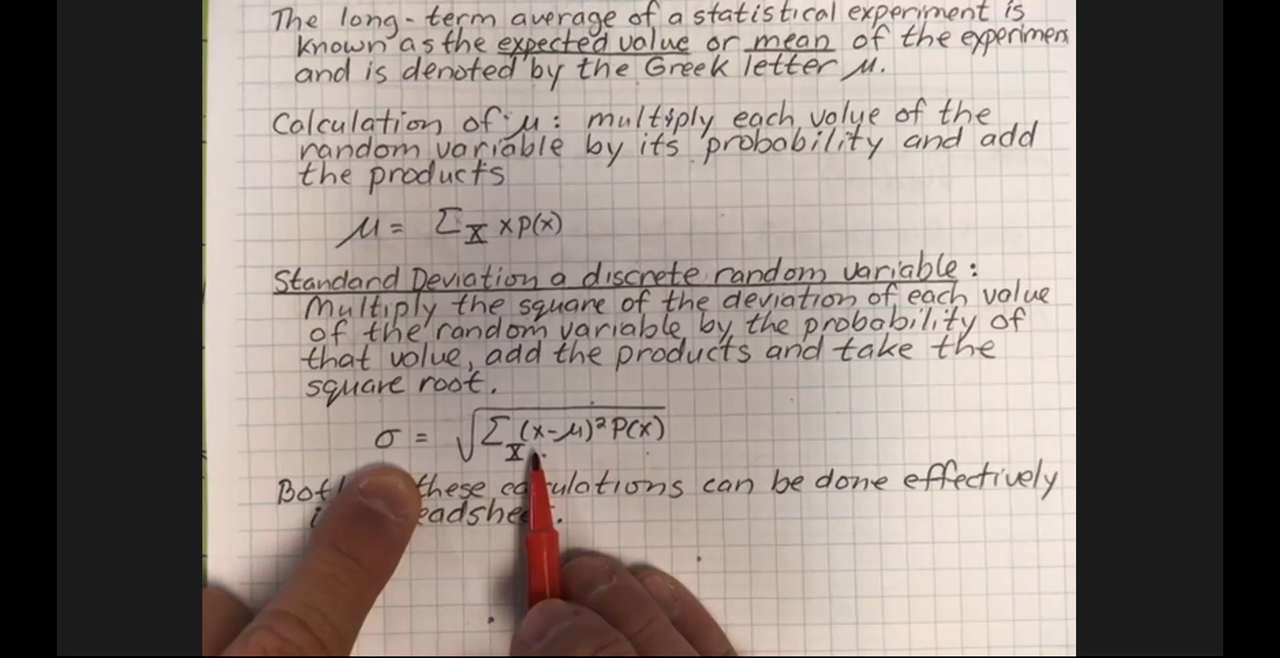 The long-term average of a statistical experiment is
known as the expected value or mean of the experimen
and is denoted by the Greek letter μ.
Calculation of μ: multiply each value of the
random variable by its probability and add
the products
μ = Σ_X x P(x)
Standard Deviation a discrete random variable:
Multiply the square of the deviation of each value
of the random variable by the probability of
that value, add the products and take the
square root.
σ = √Σ_X (x-μ)² P(x)
these calculations can be done effectively